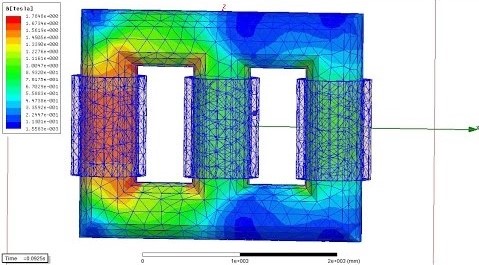 B[tesla]
1.7848e+000
1.6734e+000
1.5619e+000
1.4505e+000
1.3390e+000
1.2276e+000
1.1161e+000
1.0047e+000
8.9320e-001
7.8175e-001
6.7029e-001
5.5883e-001
4.4738e-001
3.3592e-001
2.2447e-001
1.1301e-001
1.5563e-003
Z
Time =0.0925s
0
1e+003
2e+003 (mm)